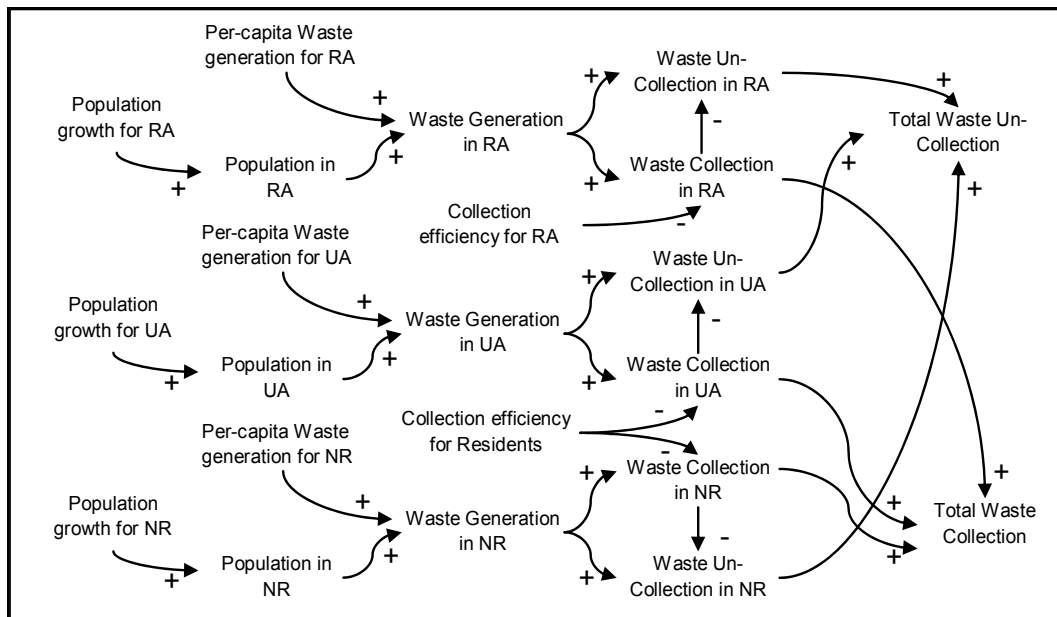 Per-capita Waste
generation for RA
+
Population
growth for RA
+
Population in
RA
+
Waste Generation
in RA
+
+
Waste Un-
Collection in RA
-
Waste Collection
in RA
+
Total Waste Un-
Collection
+
+
Collection
efficiency for RA
-
Per-capita Waste
generation for UA
+
Population
growth for UA
+
Population in
UA
+
Waste Generation
in UA
+
+
Waste Un-
Collection in UA
-
Waste Collection
in UA
Collection efficiency
for Residents
-
-
Per-capita Waste
generation for NR
+
Population
growth for NR
+
Population in
NR
+
Waste Generation
in NR
+
+
Waste Collection
in NR
-
Waste Un-
Collection in NR
+
+
+
Total Waste
Collection